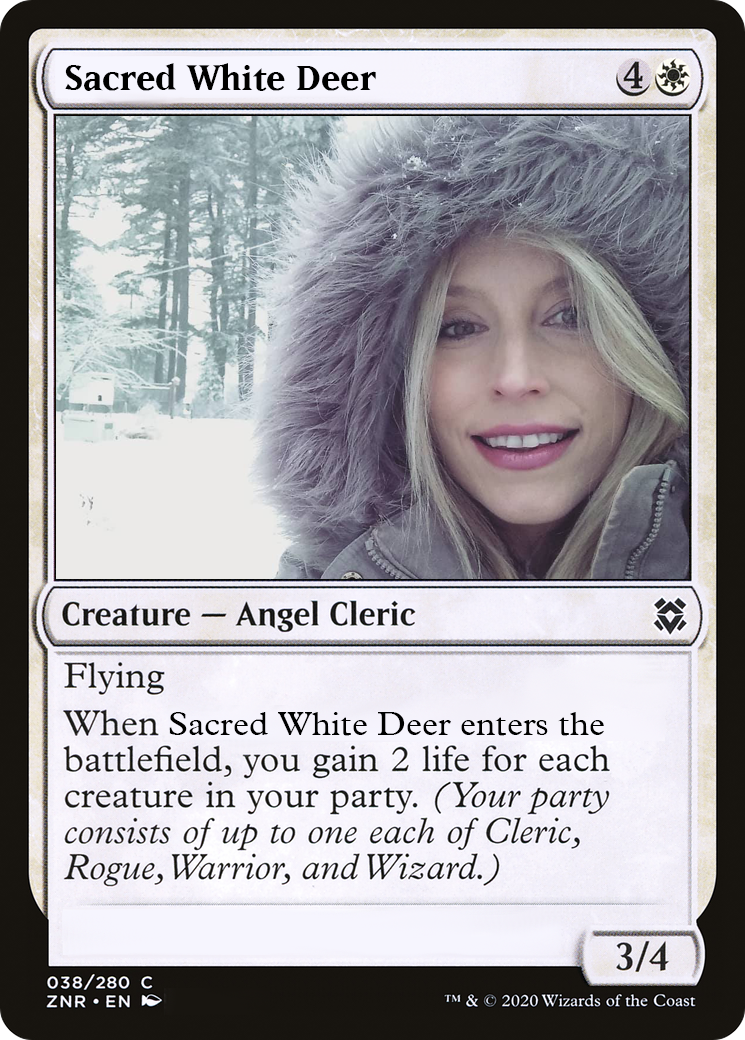 Sacred White Deer 4
Creature — Angel Cleric
Flying
When Sacred White Deer enters the
battlefield, you gain 2 life for each
creature in your party. (Your party
consists of up to one each of Cleric,
Rogue, Warrior, and Wizard.)
3/4
038/280 C
ZNR • EN
™ & © 2020 Wizards of the Coast